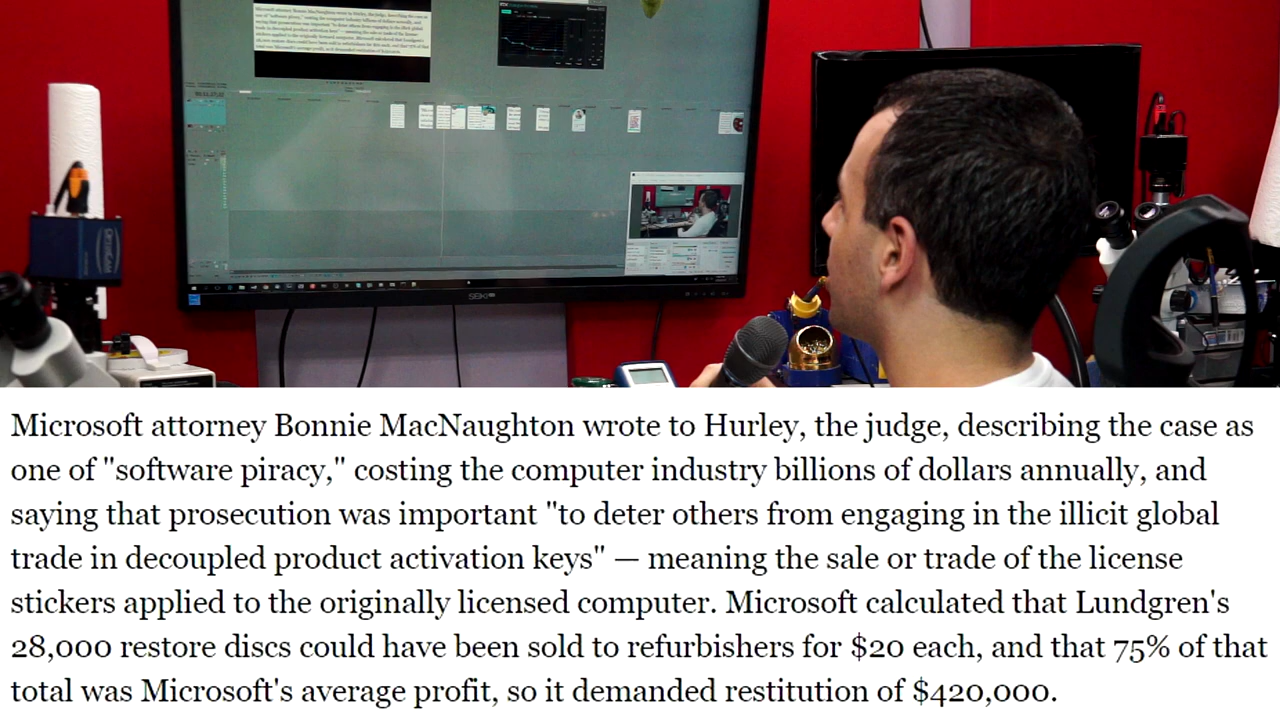 SEKI
OPTICAM
Microsoft attorney Bonnie MacNaughton wrote to Hurley, the judge, describing the case as
one of "software piracy," costing the computer industry billions of dollars annually, and
saying that prosecution was important "to deter others from engaging in the illicit global
trade in decoupled product activation keys" — meaning the sale or trade of the license
stickers applied to the originally licensed computer. Microsoft calculated that Lundgren's
28,000 restore discs could have been sold to refurbishers for $20 each, and that 75% of that
total was Microsoft's average profit, so it demanded restitution of $420,000.